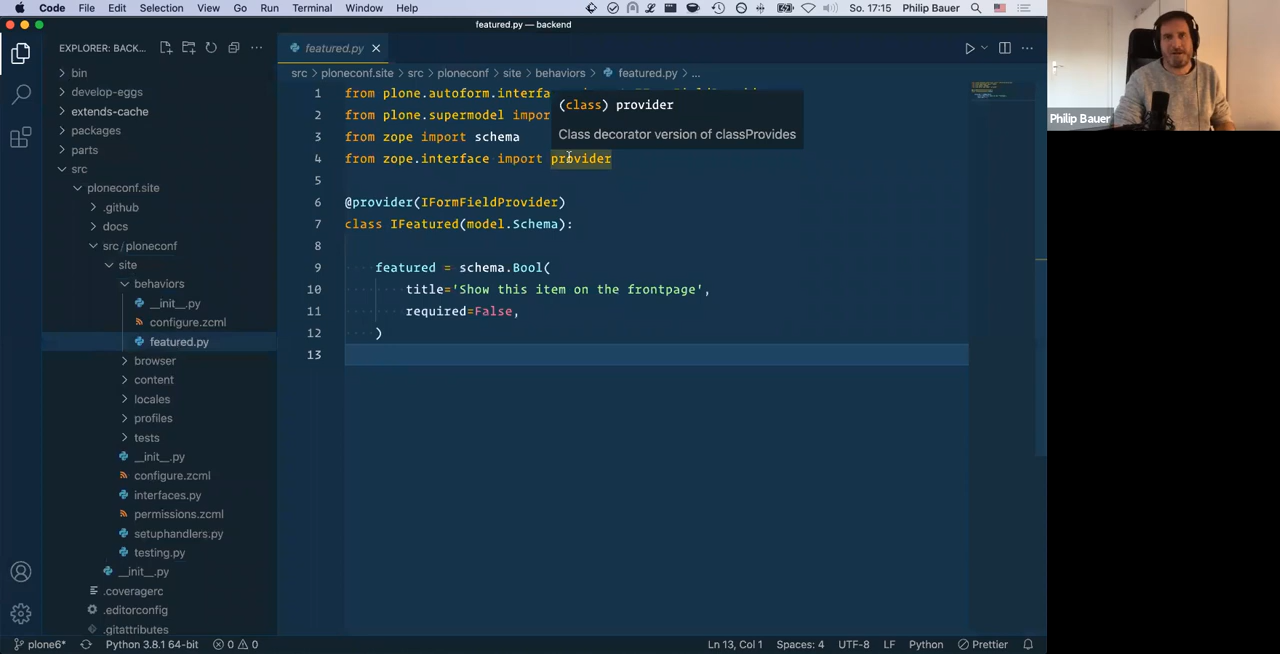 Code File Edit Selection View Go Run Terminal Window Help So. 17:15 Philip Bauer
featured.py — backend
EXPLORER: BACK...
featured.py
bin
develop-eggs
extends-cache
packages
parts
src
ploneconf.site
.github
docs
src/ploneconf
site
behaviors
__init__.py
configure.zcml
featured.py
browser
content
locales
profiles
tests
__init__.py
configure.zcml
interfaces.py
permissions.zcml
setuphandlers.py
testing.py
__init__.py
.coveragerc
.editorconfig
.gitattributes
src > ploneconf.site > src > ploneconf > site > behaviors > featured.py > ...
1 from plone.autoform.interfa
2 from plone.supermodel impor
3 from zope import schema
4 from zope.interface import provider
5
6 @provider(IFormFieldProvider)
7 class IFeatured(model.Schema):
8
9 featured = schema.Bool(
10 title='Show this item on the frontpage',
11 required=False,
12 )
13
(class) provider
Class decorator version of classProvides
Philip Bauer
plone6* Python 3.8.1 64-bit 0 0 Ln 13, Col 1 Spaces: 4 UTF-8 LF Python Prettier